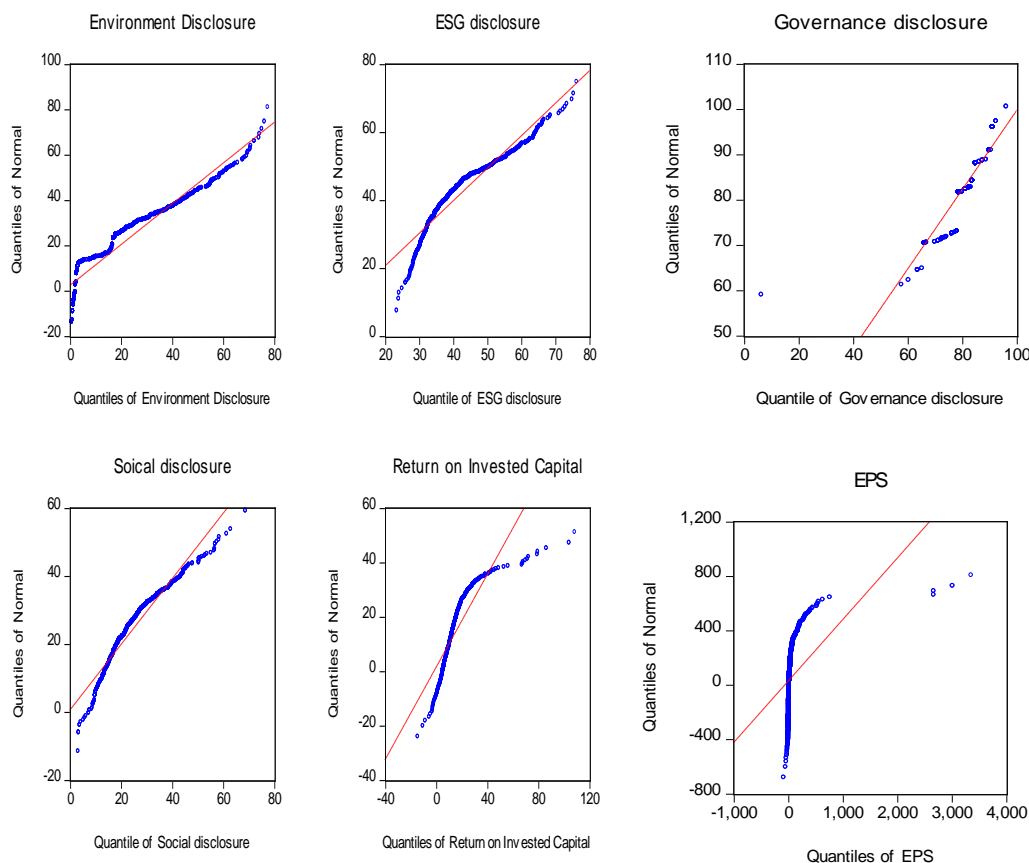 Environment Disclosure
Quantiles of Normal
100
80
60
40
20
0
-20
0 20 40 60 80
Quantiles of Environment Disclosure
ESG disclosure
Quantiles of Normal
80
60
40
20
0
20 30 40 50 60 70 80
Quantile of ESG disclosure
Governance disclosure
Quantiles of Normal
110
100
90
80
70
60
50
0 20 40 60 80 100
Quantile of Governance disclosure
Soical disclosure
Quantiles of Normal
60
40
20
0
-20
0 20 40 60 80
Quantile of Social disclosure
Return on Invested Capital
Quantiles of Normal
60
40
20
0
-20
-40
-40 0 40 80 120
Quantiles of Return on Invested Capital
EPS
Quantiles of Normal
1,200
800
400
0
-400
-800
-1,000 0 1,000 2,000 3,000 4,000
Quantiles of EPS